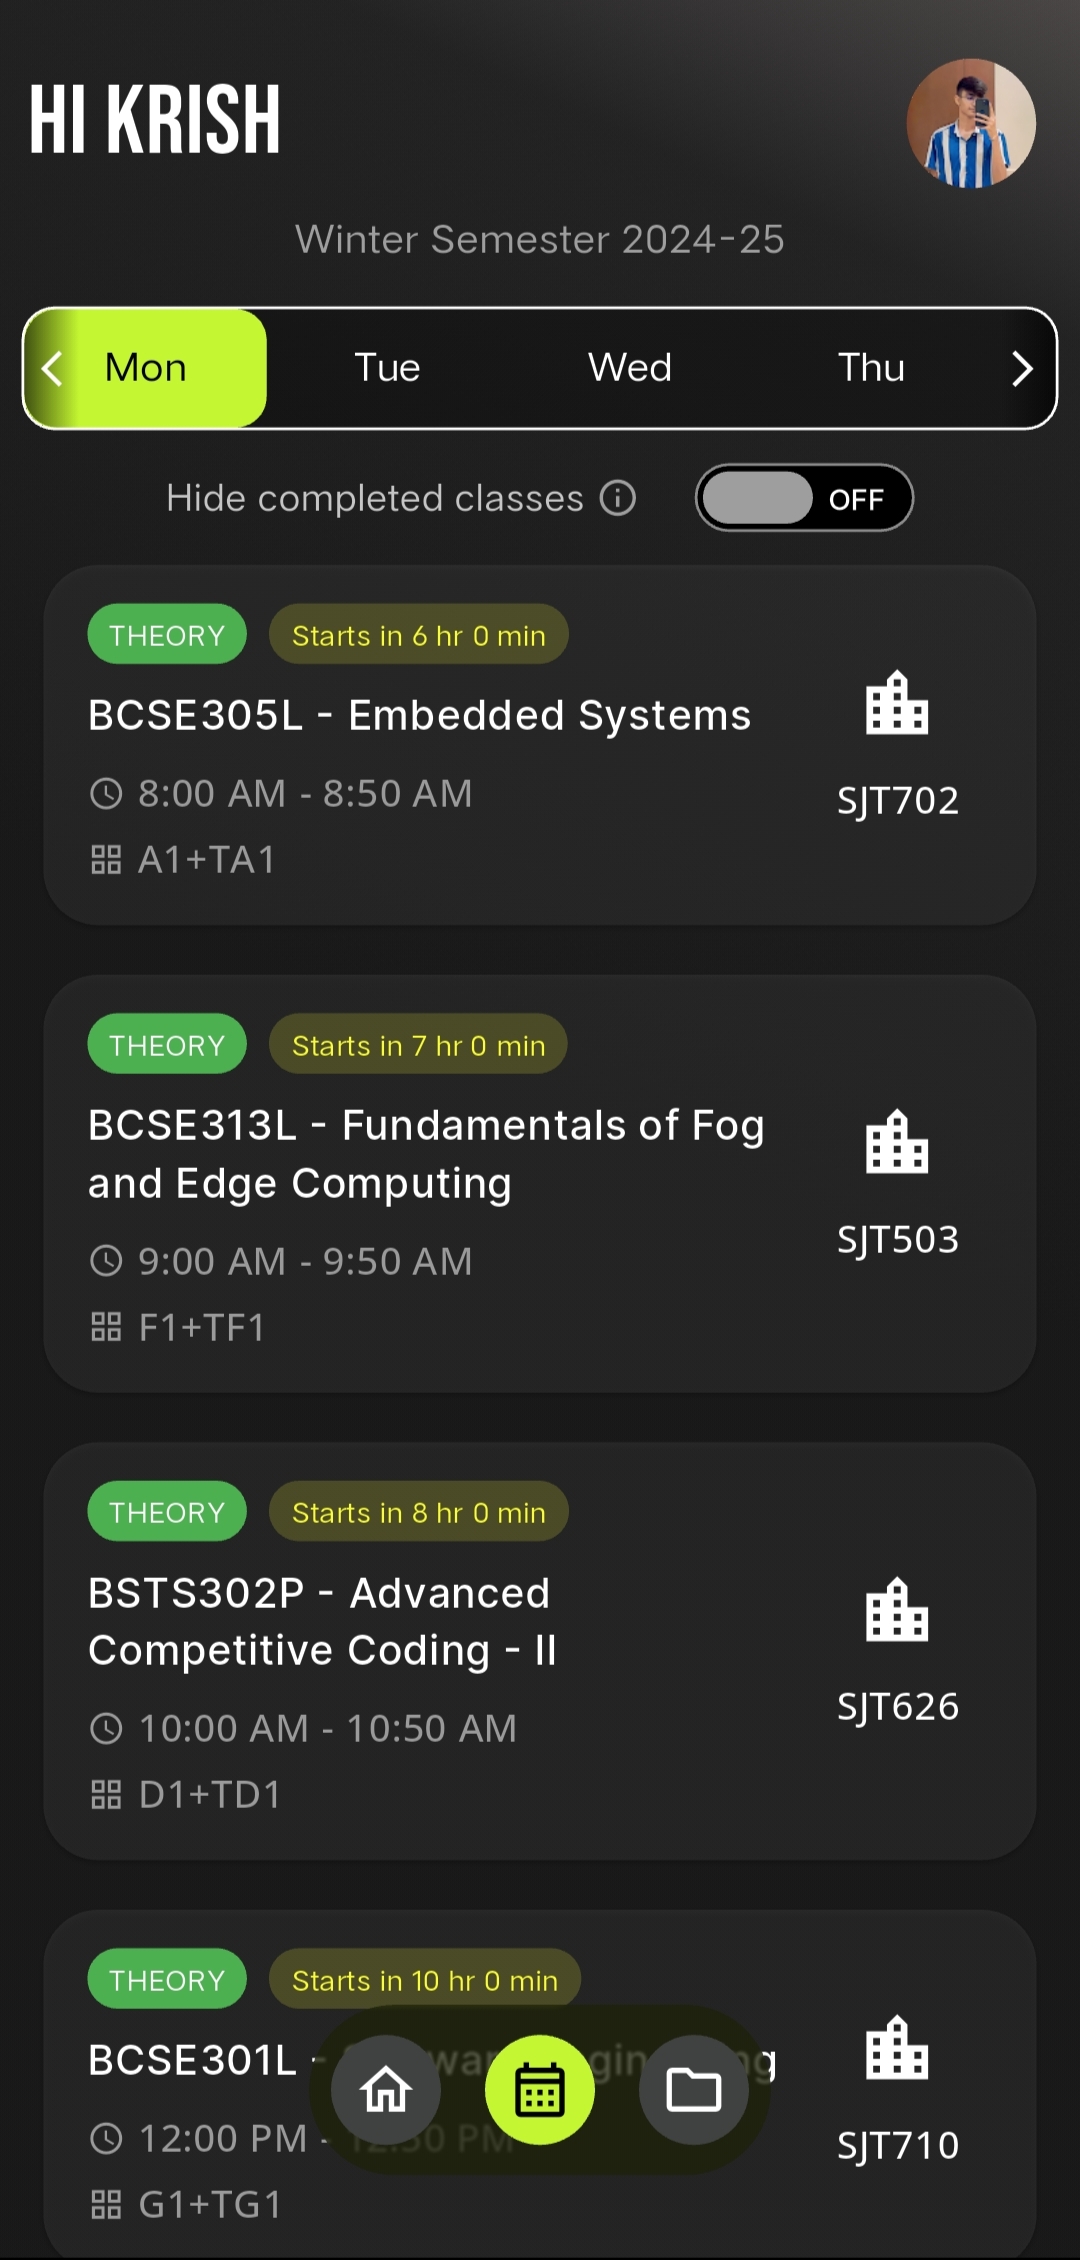 HI KRISH
Winter Semester 2024-25
Mon Tue Wed Thu
Hide completed classes OFF
THEORY Starts in 6 hr 0 min
BCSE305L - Embedded Systems
8:00 AM - 8:50 AM
SJT702
A1+TA1
THEORY Starts in 7 hr 0 min
BCSE313L - Fundamentals of Fog
and Edge Computing
9:00 AM - 9:50 AM
SJT503
F1+TF1
THEORY Starts in 8 hr 0 min
BSTS302P - Advanced
Competitive Coding - II
10:00 AM - 10:50 AM
SJT626
D1+TD1
THEORY Starts in 10 hr 0 min
BCSE301L -
12:00 PM -
SJT710
G1+TG1